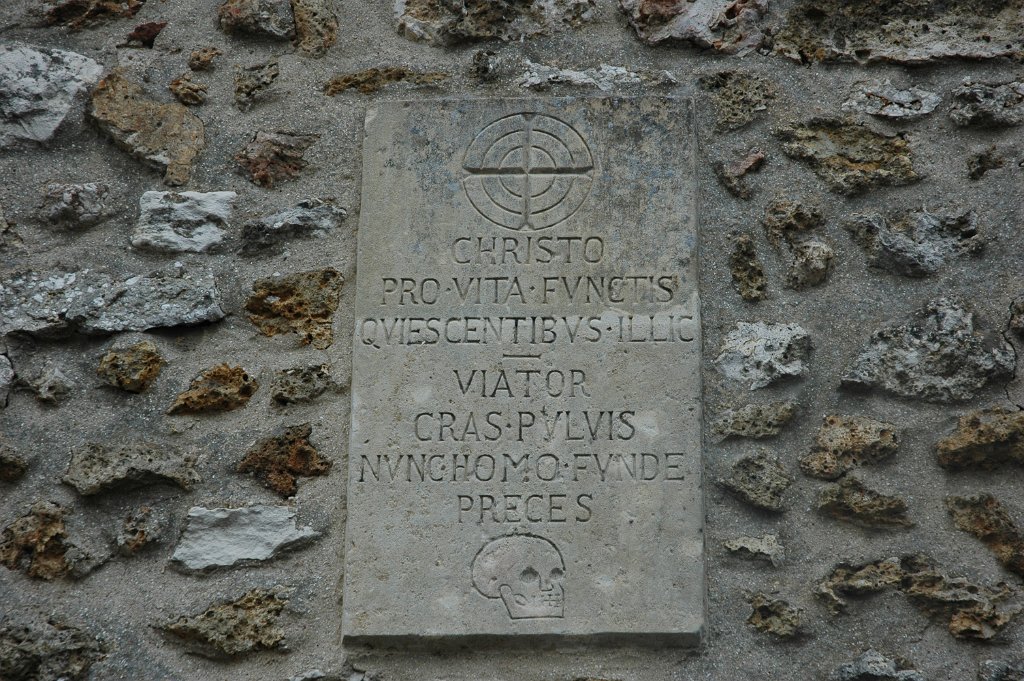 CHRISTO
PRO·VITA·FVNCTIS
QVIESCENTIBVS·ILLIC
VIATOR
CRAS·PVLVIS
NVNC·HOMO·FVNDE
PRECES